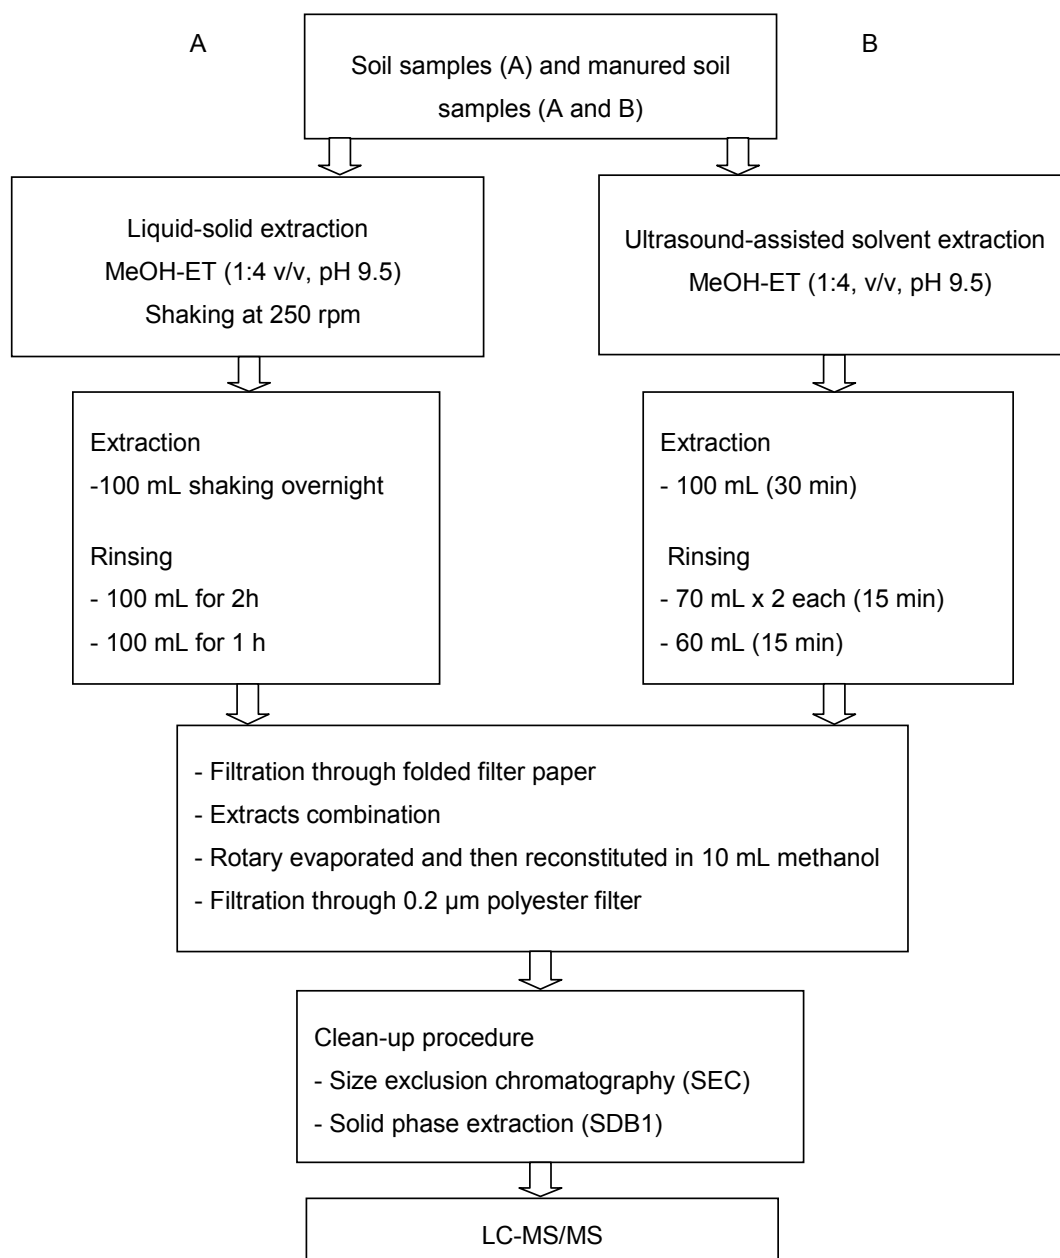 A
B
Soil samples (A) and manured soil
samples (A and B)
Liquid-solid extraction
MeOH-ET (1:4 v/v, pH 9.5)
Shaking at 250 rpm
Ultrasound-assisted solvent extraction
MeOH-ET (1:4, v/v, pH 9.5)
Extraction
-100 mL shaking overnight
Rinsing
- 100 mL for 2h
- 100 mL for 1 h
Extraction
- 100 mL (30 min)
Rinsing
- 70 mL x 2 each (15 min)
- 60 mL (15 min)
- Filtration through folded filter paper
- Extracts combination
- Rotary evaporated and then reconstituted in 10 mL methanol
- Filtration through 0.2 µm polyester filter
Clean-up procedure
- Size exclusion chromatography (SEC)
- Solid phase extraction (SDB1)
LC-MS/MS